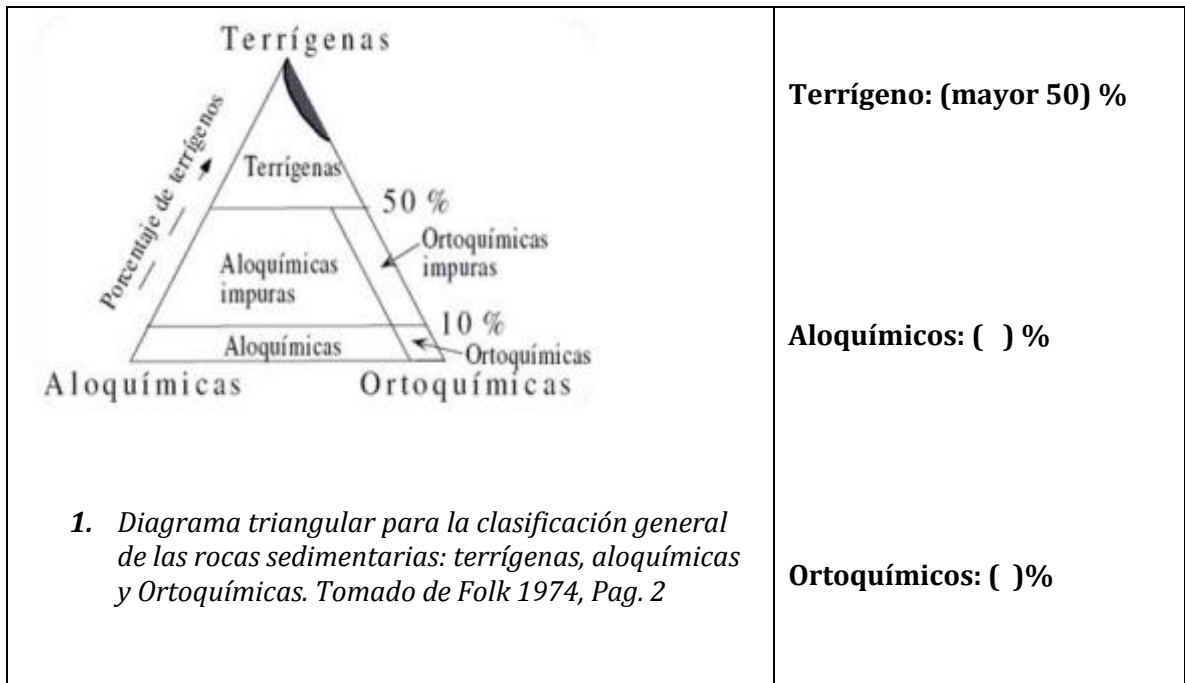 Terrígenas
Porcentaje de terrígenos
Terrígenas
50 %
Ortoquímicas
impuras
Aloquímicas
impuras
10 %
Aloquímicas
Ortoquímicas
Aloquímicas
Ortoquímicas
1. Diagrama triangular para la clasificación general
de las rocas sedimentarias: terrígenas, aloquímicas
y Ortoquímicas. Tomado de Folk 1974, Pag. 2
Terrígeno: (mayor 50) %
Aloquímicos: (   ) %
Ortoquímicos: (  )%